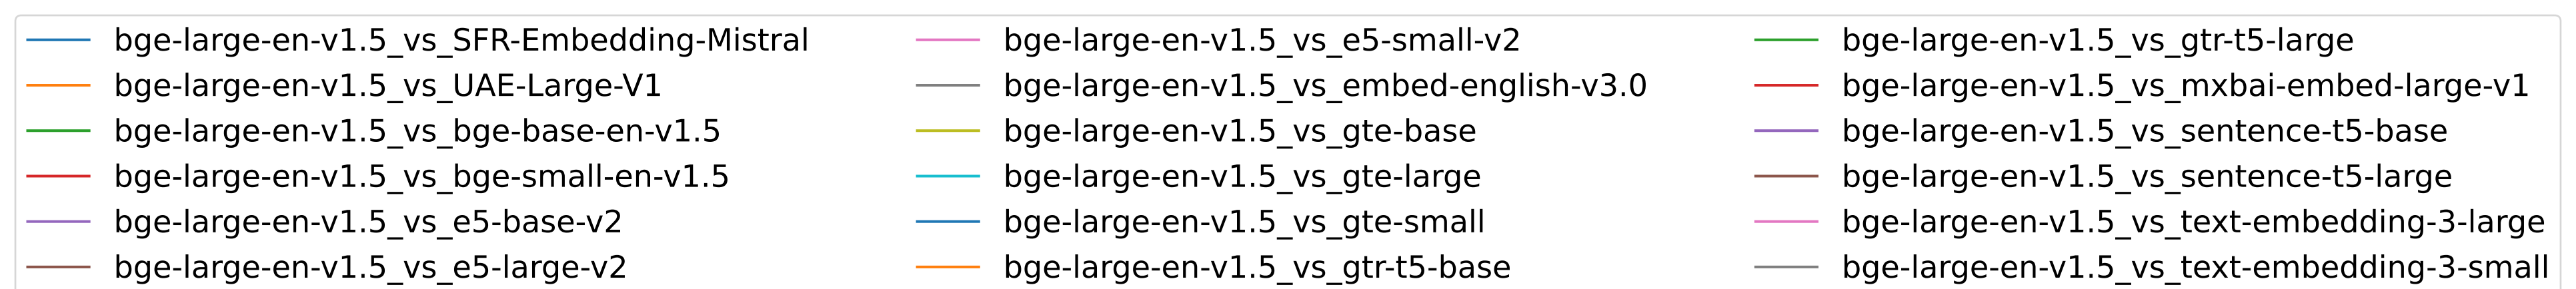 bge-large-en-v1.5_vs_SFR-Embedding-Mistral
bge-large-en-v1.5_vs_UAE-Large-V1
bge-large-en-v1.5_vs_bge-base-en-v1.5
bge-large-en-v1.5_vs_bge-small-en-v1.5
bge-large-en-v1.5_vs_e5-base-v2
bge-large-en-v1.5_vs_e5-large-v2
bge-large-en-v1.5_vs_e5-small-v2
bge-large-en-v1.5_vs_embed-english-v3.0
bge-large-en-v1.5_vs_gte-base
bge-large-en-v1.5_vs_gte-large
bge-large-en-v1.5_vs_gte-small
bge-large-en-v1.5_vs_gtr-t5-base
bge-large-en-v1.5_vs_gtr-t5-large
bge-large-en-v1.5_vs_mxbai-embed-large-v1
bge-large-en-v1.5_vs_sentence-t5-base
bge-large-en-v1.5_vs_sentence-t5-large
bge-large-en-v1.5_vs_text-embedding-3-large
bge-large-en-v1.5_vs_text-embedding-3-small